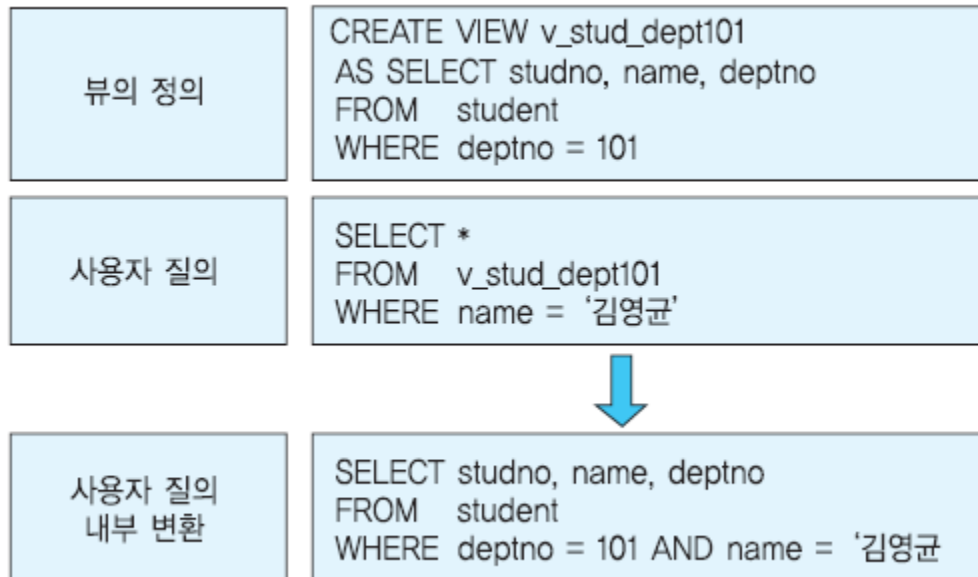 뷰의 정의
CREATE VIEW v_stud_dept101
AS SELECT studno, name, deptno
FROM student
WHERE deptno = 101
사용자 질의
SELECT *
FROM v_stud_dept101
WHERE name = ‘김영균’
사용자 질의
내부 변환
SELECT studno, name, deptno
FROM student
WHERE deptno = 101 AND name = ‘김영균